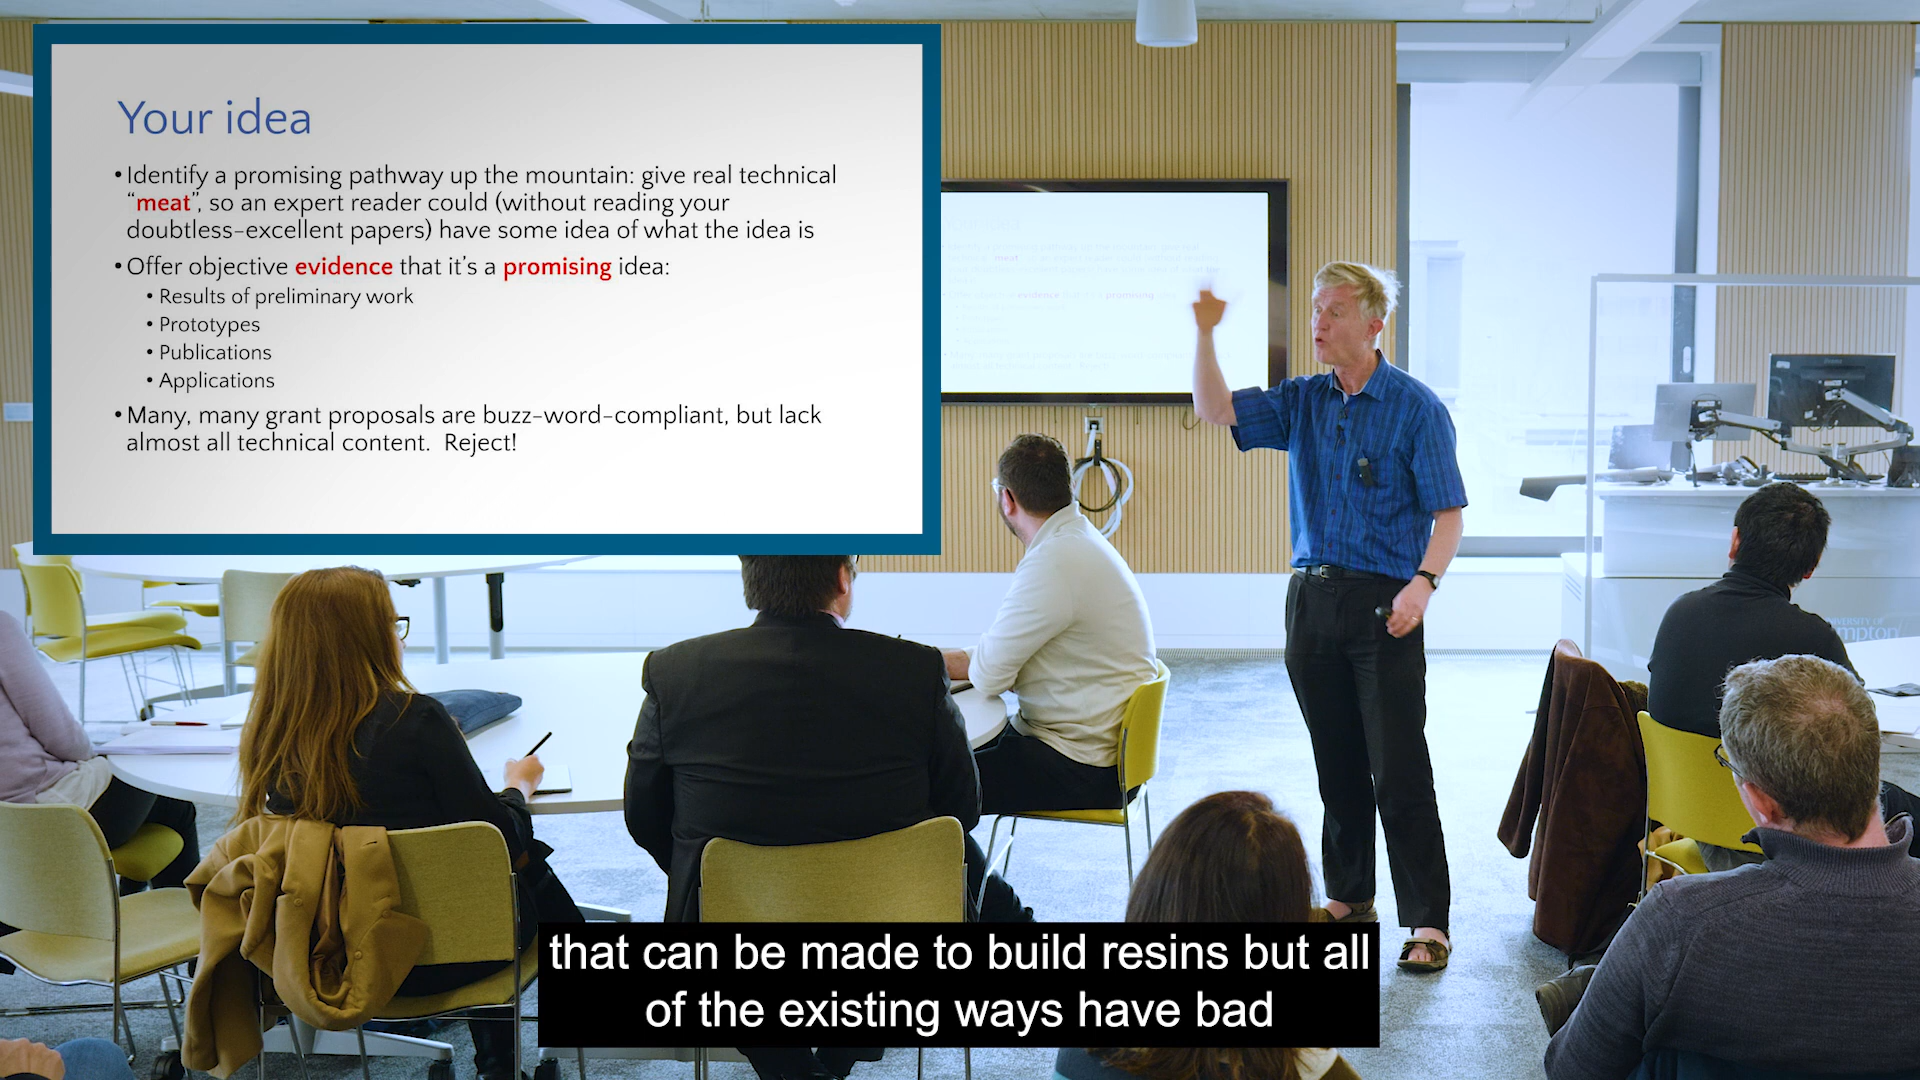 Your idea
• Identify a promising pathway up the mountain: give real technical
“meat”, so an expert reader could (without reading your
doubtless-excellent papers) have some idea of what the idea is
• Offer objective evidence that it’s a promising idea:
• Results of preliminary work
• Prototypes
• Publications
• Applications
• Many, many grant proposals are buzz-word-compliant, but lack
almost all technical content. Reject!
that can be made to build resins but all
of the existing ways have bad